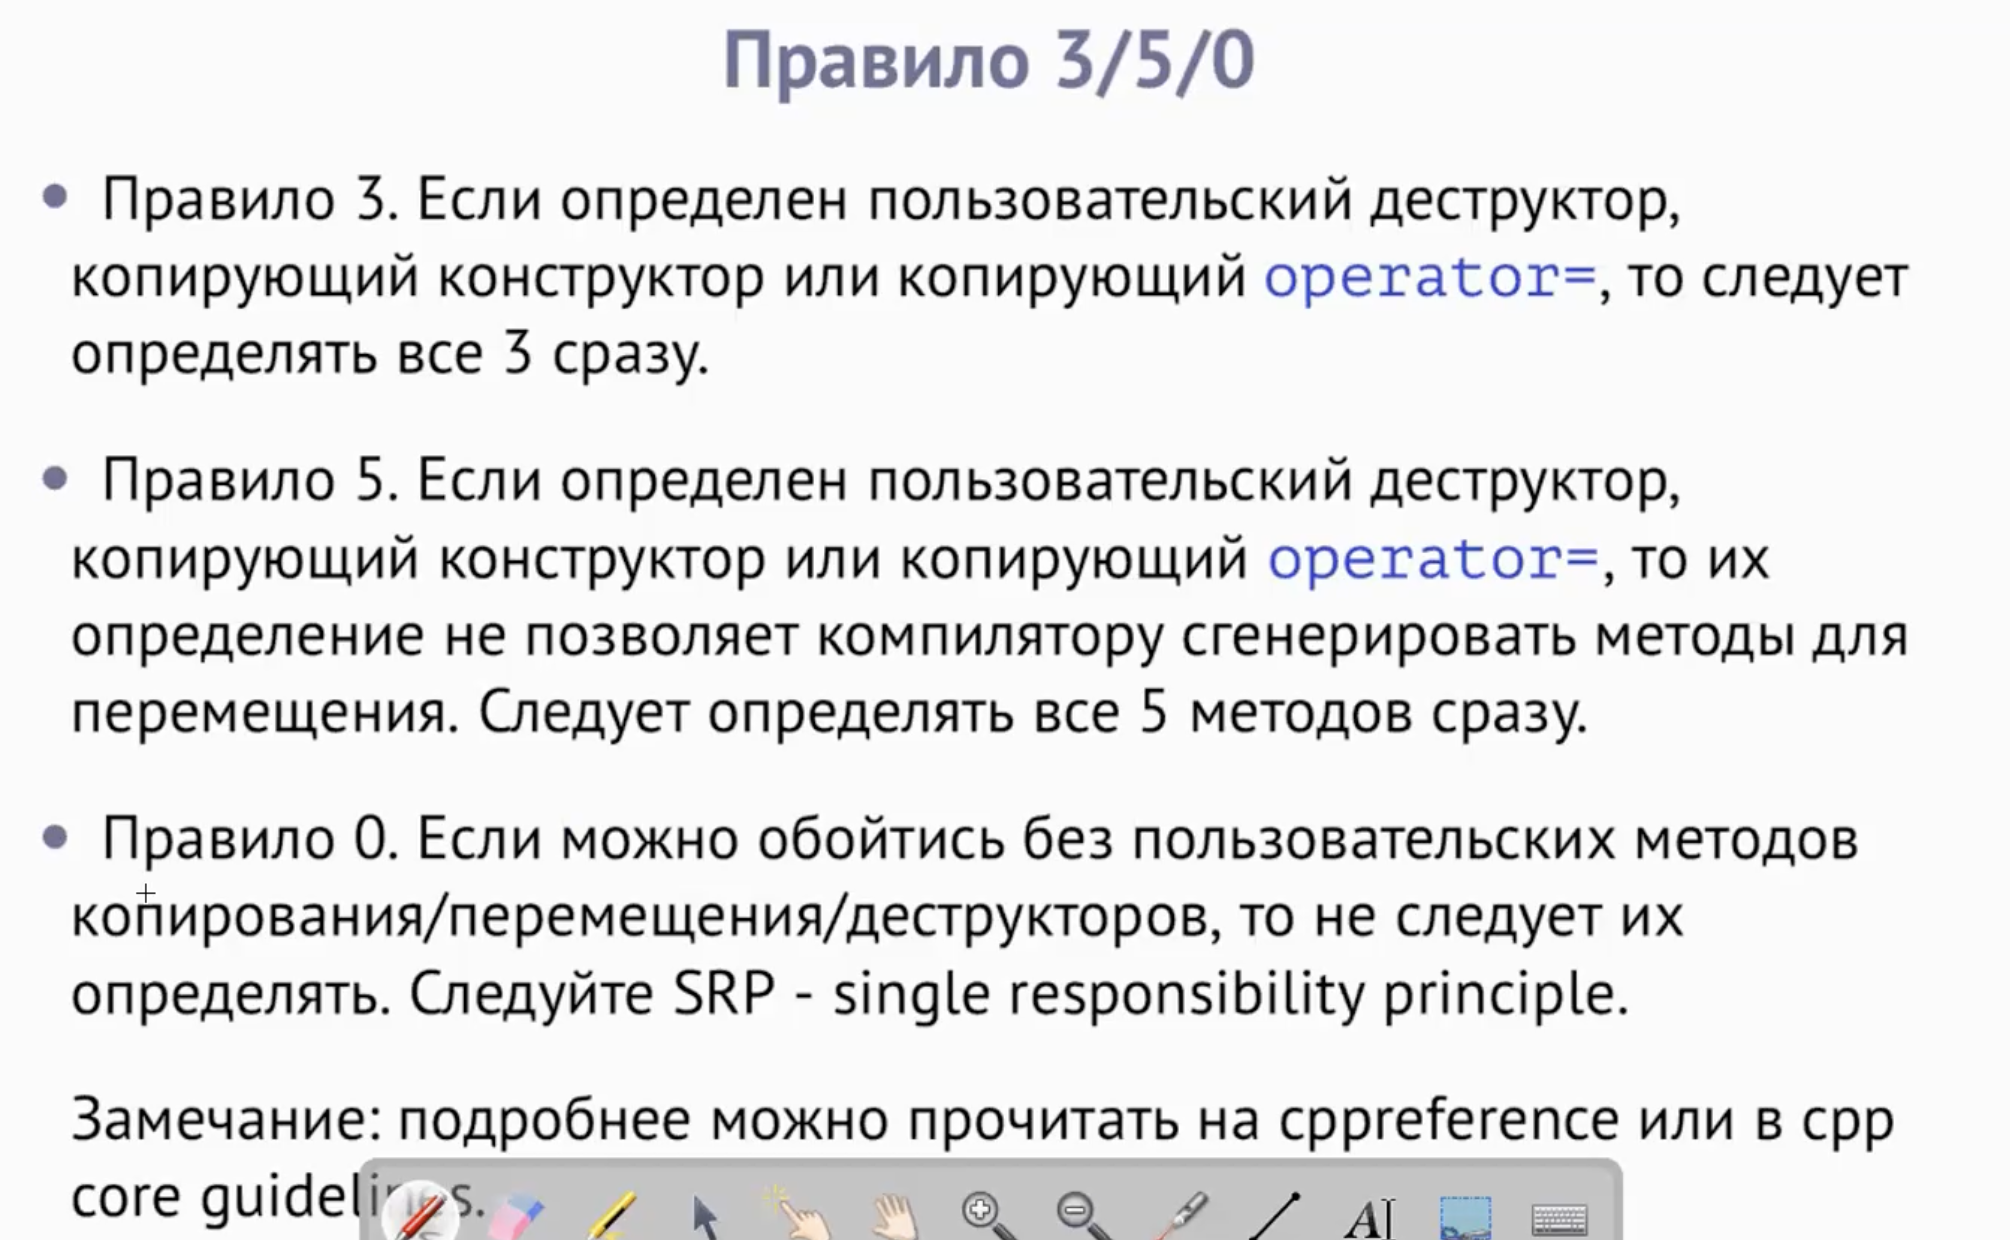 Правило 3/5/0
• Правило 3. Если определен пользовательский деструктор,
копирующий конструктор или копирующий operator=, то следует
определять все 3 сразу.
• Правило 5. Если определен пользовательский деструктор,
копирующий конструктор или копирующий operator=, то их
определение не позволяет компилятору сгенерировать методы для
перемещения. Следует определять все 5 методов сразу.
• Правило 0. Если можно обойтись без пользовательских методов
копирования/перемещения/деструкторов, то не следует их
определять. Следуйте SRP - single responsibility principle.
Замечание: подробнее можно прочитать на cppreference или в cpp
core guidelines.